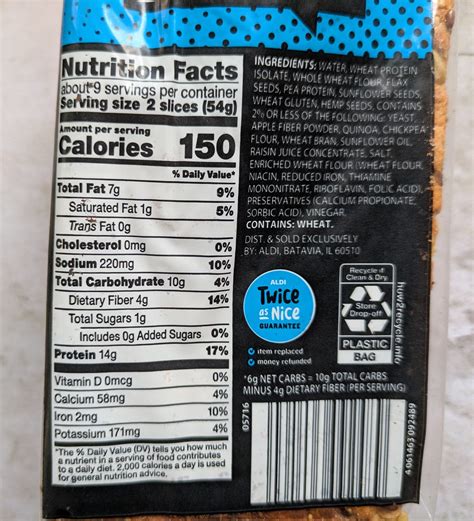 Nutrition Facts
about 9 servings per container
Serving size 2 slices (54g)
Amount per serving
Calories 150
% Daily Value*
Total Fat 7g 9%
Saturated Fat 1g 5%
Trans Fat 0g
Cholesterol 0mg 0%
Sodium 220mg 10%
Total Carbohydrate 10g 4%
Dietary Fiber 4g 14%
Total Sugars 1g
Includes 0g Added Sugars 0%
Protein 14g 17%
Vitamin D 0mcg 0%
Calcium 58mg 4%
Iron 2mg 10%
Potassium 171mg 4%
*The % Daily Value (DV) tells you how much
a nutrient in a serving of food contributes
to a daily diet. 2,000 calories a day is used
for general nutrition advice.
INGREDIENTS: WATER, WHEAT PROTEIN
ISOLATE, WHOLE WHEAT FLOUR, FLAX
SEEDS, PEA PROTEIN, SUNFLOWER SEEDS,
WHEAT GLUTEN, HEMP SEEDS, CONTAINS
2% OR LESS OF THE FOLLOWING: YEAST,
APPLE FIBER POWDER, QUINOA, CHICKPEA
FLOUR, WHEAT BRAN, SUNFLOWER OIL,
RAISIN JUICE CONCENTRATE, SALT,
ENRICHED WHEAT FLOUR (WHEAT FLOUR,
NIACIN, REDUCED IRON, THIAMINE
MONONITRATE, RIBOFLAVIN, FOLIC ACID),
PRESERVATIVES (CALCIUM PROPIONATE,
SORBIC ACID), VINEGAR.
CONTAINS: WHEAT.
DIST. & SOLD EXCLUSIVELY
BY: ALDI, BATAVIA, IL 60510
ALDI
Twice
as Nice
GUARANTEE
item replaced
money refunded
Recycle if
Clean & Dry
Store
Drop-off
PLASTIC
BAG
how2recycle.info
*6g NET CARBS = 10g TOTAL CARBS
MINUS 4g DIETARY FIBER (PER SERVING)
05716
4061463092489